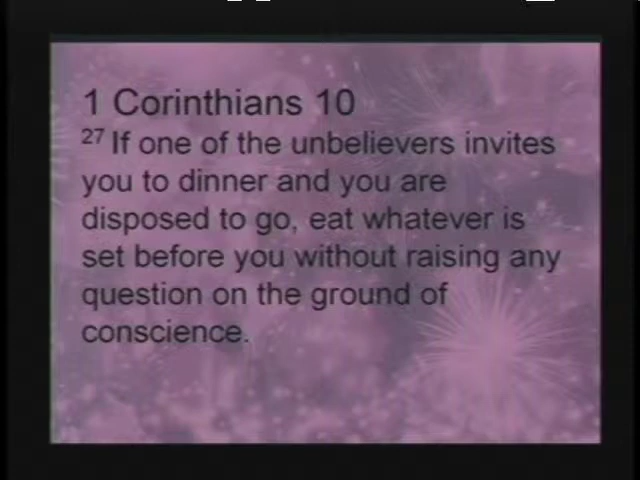 1 Corinthians 10
27 If one of the unbelievers invites
you to dinner and you are
disposed to go, eat whatever is
set before you without raising any
question on the ground of
conscience.